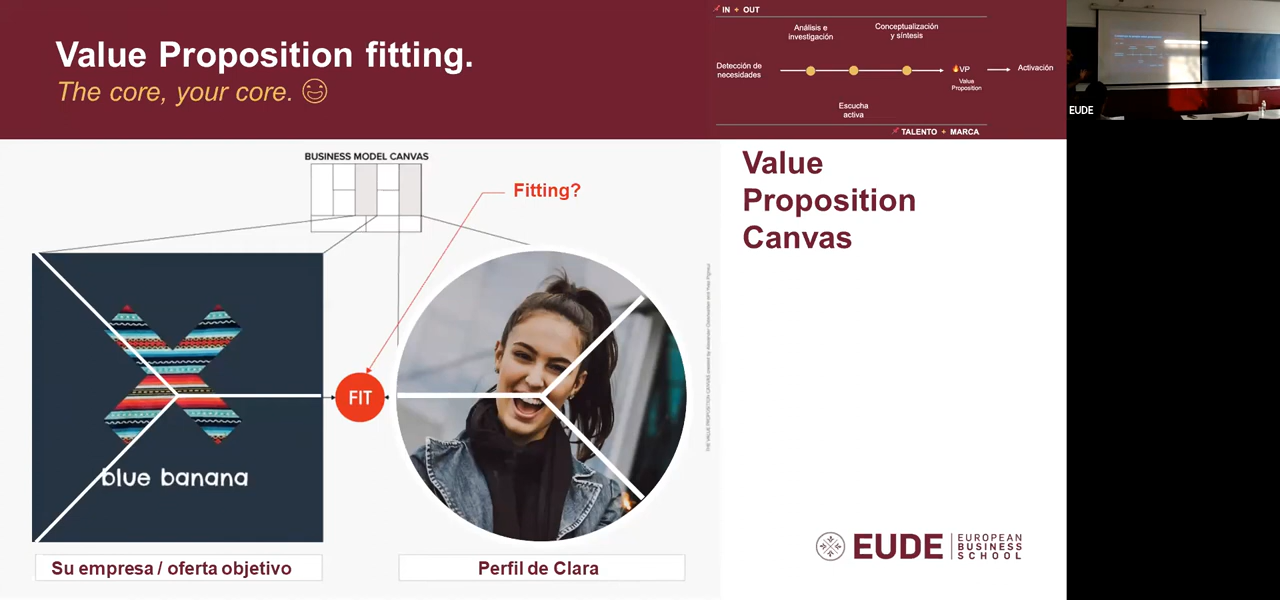 Value Proposition fitting.
The core, your core.
IN + OUT
Análisis e
investigación
Conceptualización
y síntesis
Detección de
necesidades
VP
Value
Proposition
Activación
Escucha
activa
TALENTO + MARCA
EUDE
BUSINESS MODEL CANVAS
Fitting?
Value
Proposition
Canvas
FIT
blue banana
Su empresa / oferta objetivo
Perfil de Clara
EUDE
EUROPEAN
BUSINESS
SCHOOL